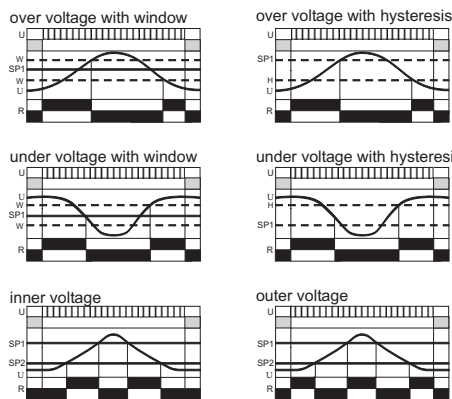 over voltage with window
U
W
SP1
W
U
R
over voltage with hysteresis
U
SP1
H
U
R
under voltage with window
U
U
W
SP1
W
R
under voltage with hysteresi
U
U
H
SP1
R
inner voltage
U
SP1
SP2
U
R
outer voltage
U
SP1
SP2
U
R